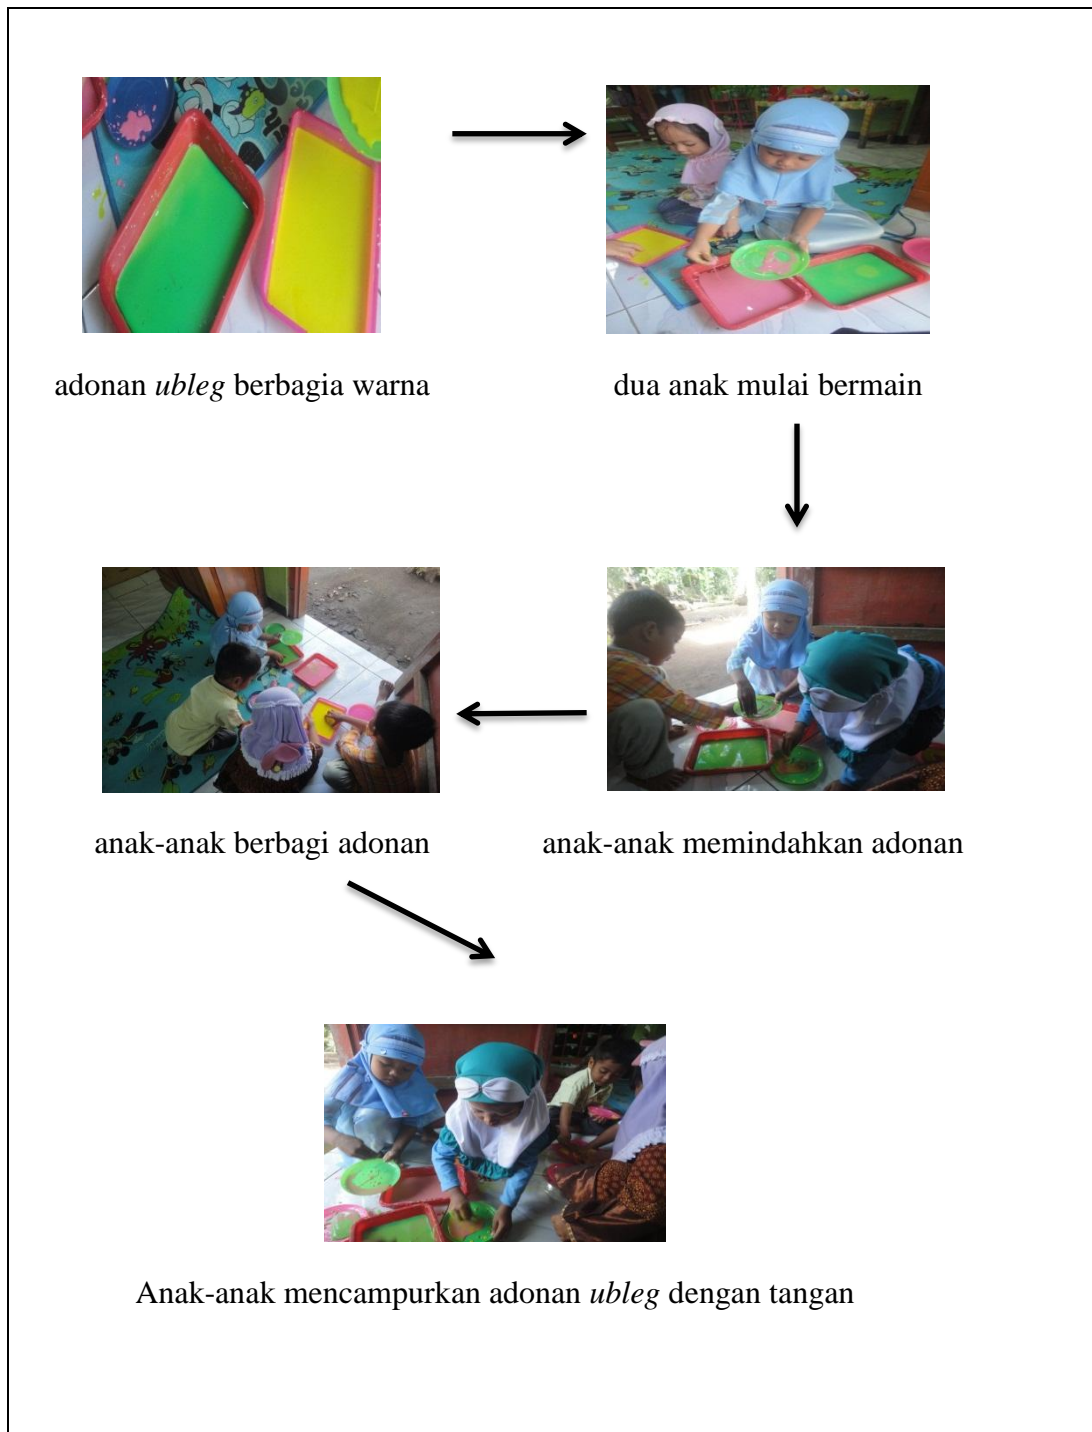 adonan ubleg berbagia warna
dua anak mulai bermain
anak-anak berbagi adonan
anak-anak memindahkan adonan
Anak-anak mencampurkan adonan ubleg dengan tangan